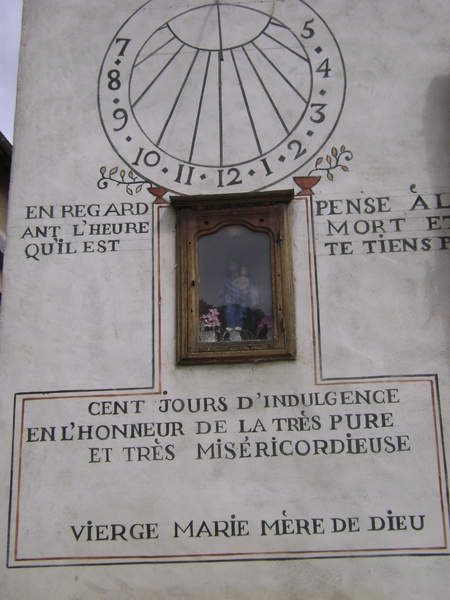 7 8 9 10 11 12 1 2 3 4 5
EN REGARD
ANT L'HEURE
QU'IL EST
PENSE À L
MORT ET
TE TIENS P
CENT JOURS D'INDULGENCE
EN L'HONNEUR DE LA TRÈS PURE
ET TRÈS MISÉRICORDIEUSE
VIERGE MARIE MÈRE DE DIEU